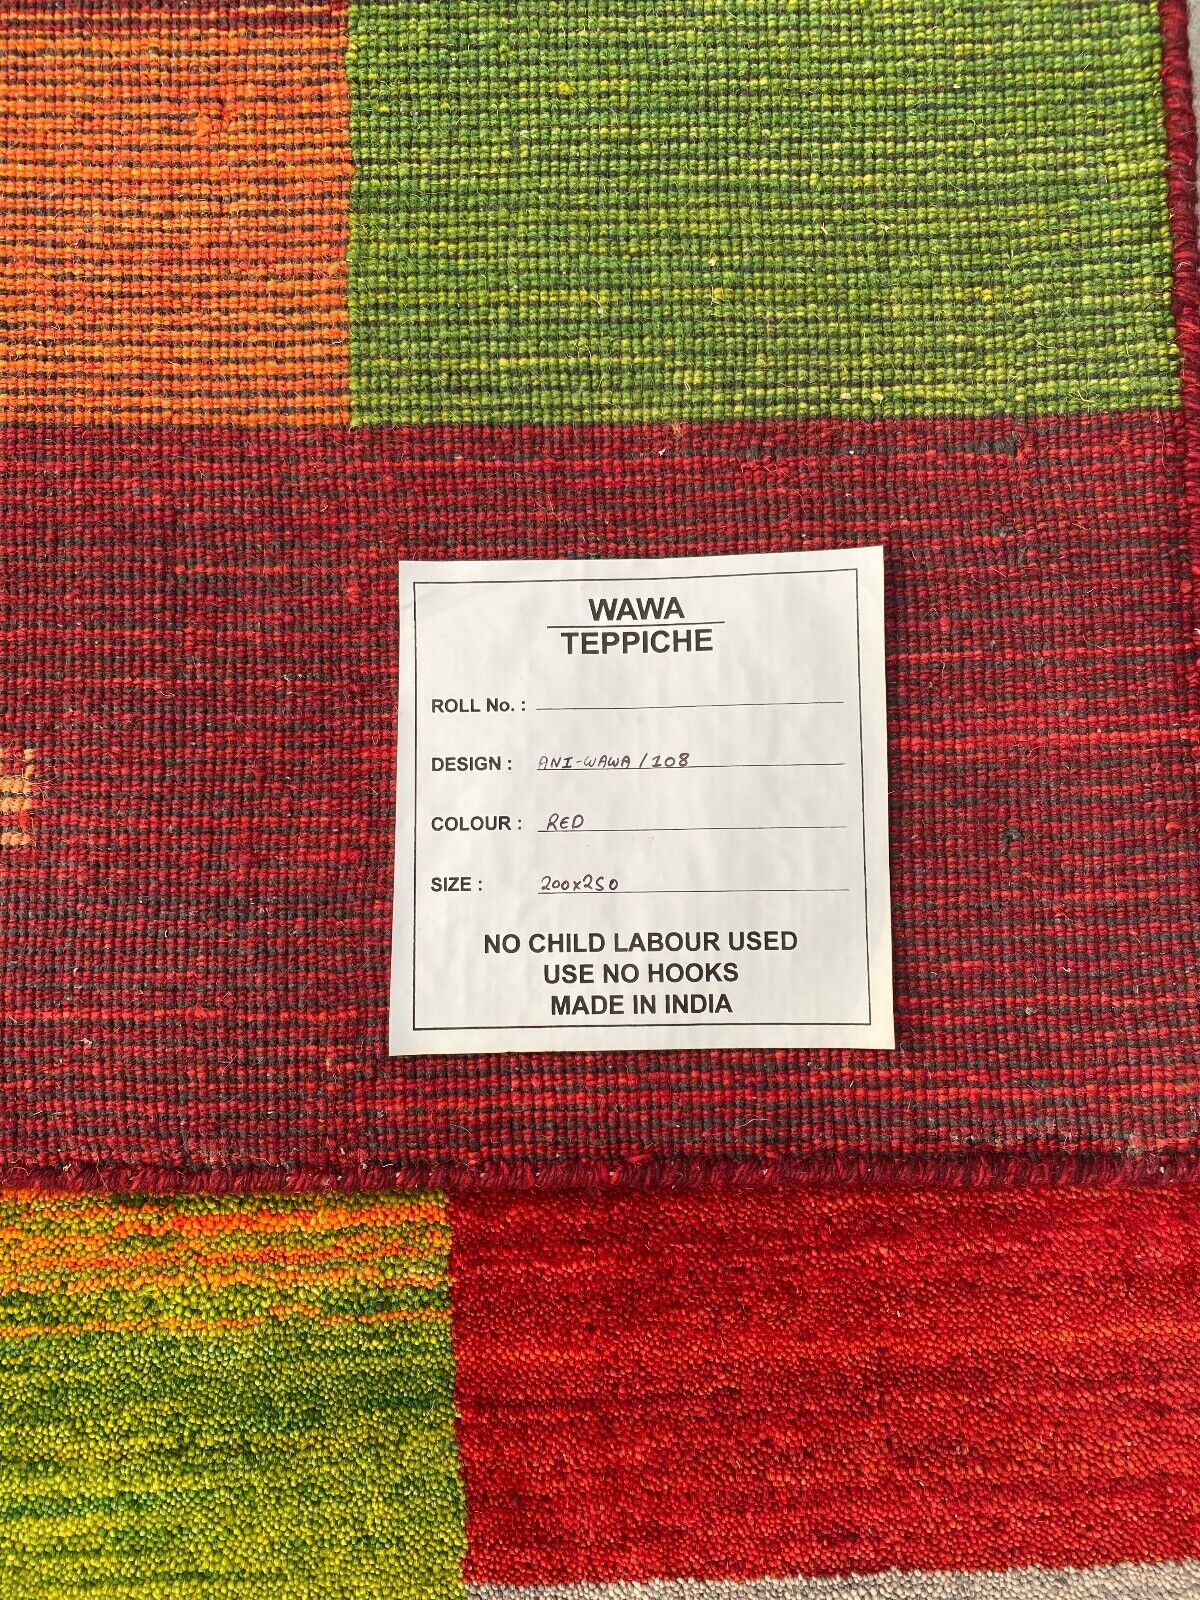 WAWA
TEPPICHE
ROLL No. :
DESIGN : ANI-WAWA/108
COLOUR : RED
SIZE : 200x250
NO CHILD LABOUR USED
USE NO HOOKS
MADE IN INDIA